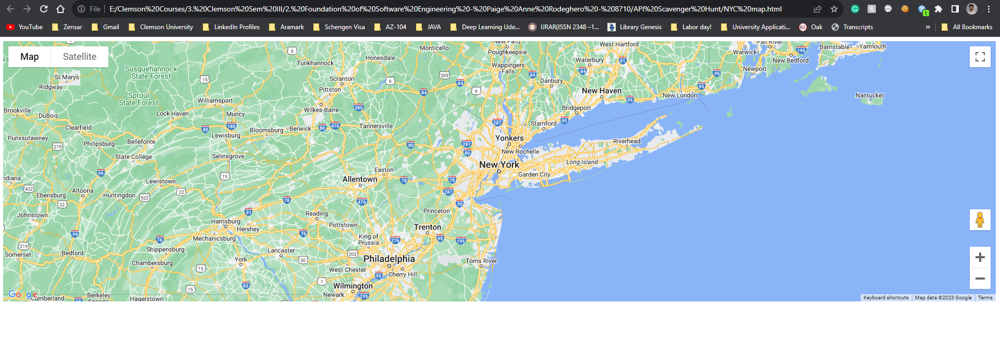 File E:/Clemson%20Courses/3.%20Clemson%20Sem%20III/2.%20Foundation%20of%20Software%20Engineering%20-%20Paige%20Anne%20Rodeghero%20-%208710/API%20Scavenger%20Hunt/NYC%20map.html
1
YouTube Zensar Gmail Clemson University LinkedIn Profiles Aramark Schengen Visa AZ-104 JAVA Deep Learning Ude... IJRAR(ISSN 2348 –1... Library Genesis Labor day! University Applicati... Oak Transcripts » All Bookmarks
Map Satellite
New Paltz
Fall River
Monticello
Poughkeepsie
West Hartford
Warwick
195
Barnstable
Yarmouth
6
Honesdale
Tunkhannock
Wappingers
Falls
Waterbury
91
New Bedford
Susquehannock
State Forest
84
Newport
St Marys
Ridgway
15
Scranton
Pittston
6
209
84
84
Danbury
95
95
Sproul
State Forest
84
6
New Haven
95
New London
Nantucket
Williamsport
Brookville
DuBois
Lock Haven
Muncy
Wilkes-Barre
380
Bridgeport
Clearfield
80
180
Bloomsburg
Berwick
80
476
Tannersville
287
Stamford
95
Punxsutawney
Philipsburg
Bellefonte
Lewisburg
Yonkers
Riverhead
219
State College
Selinsgrove
80
287
80
New Rochelle
New York
Long Island
99
15
Easton
Garden City
ndiana
422
Lewistown
Allentown
78
78
Altoona
22
287
Ebensburg
22
Huntingdon
522
78
476
95
Johnstown
81
Reading
Princeton
Harrisburg
Hershey
Pottstown
Trenton
99
76
Mechanicsburg
76
King of
Prussia
276
95
195
219
Somerset
Bedford
Shippensburg
Lancaster
202
Chambersburg
York
30
Philadelphia
Toms River
15
West Chester
95
Cherry Hill
15
83
1
Wilmington
Google
Cumberland
68
Berkeley
Springs
Hagerstown
Newark
295
Keyboard shortcuts Map data ©2023 Google Terms